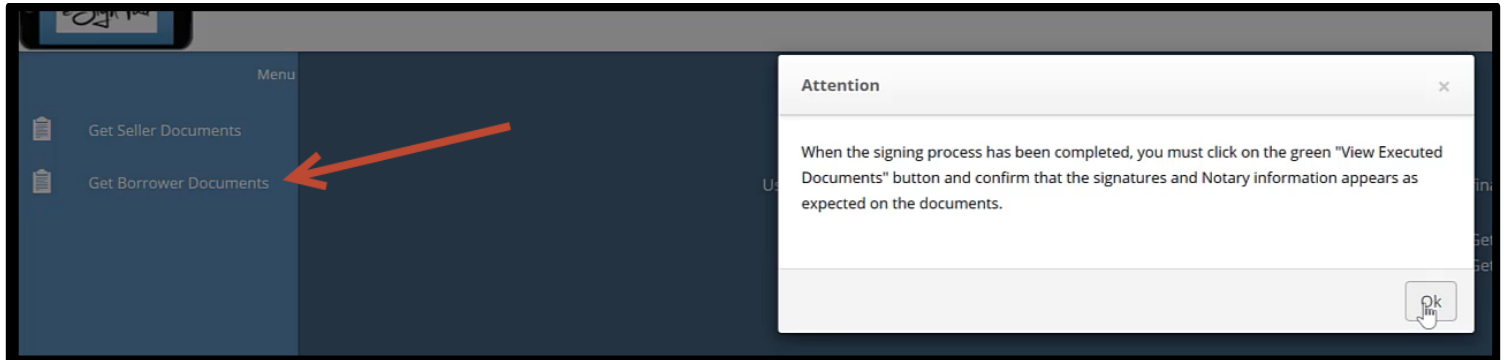 Menu
Get Seller Documents
Get Borrower Documents
Attention
When the signing process has been completed, you must click on the green "View Executed
Documents" button and confirm that the signatures and Notary information appears as
expected on the documents.
Ok